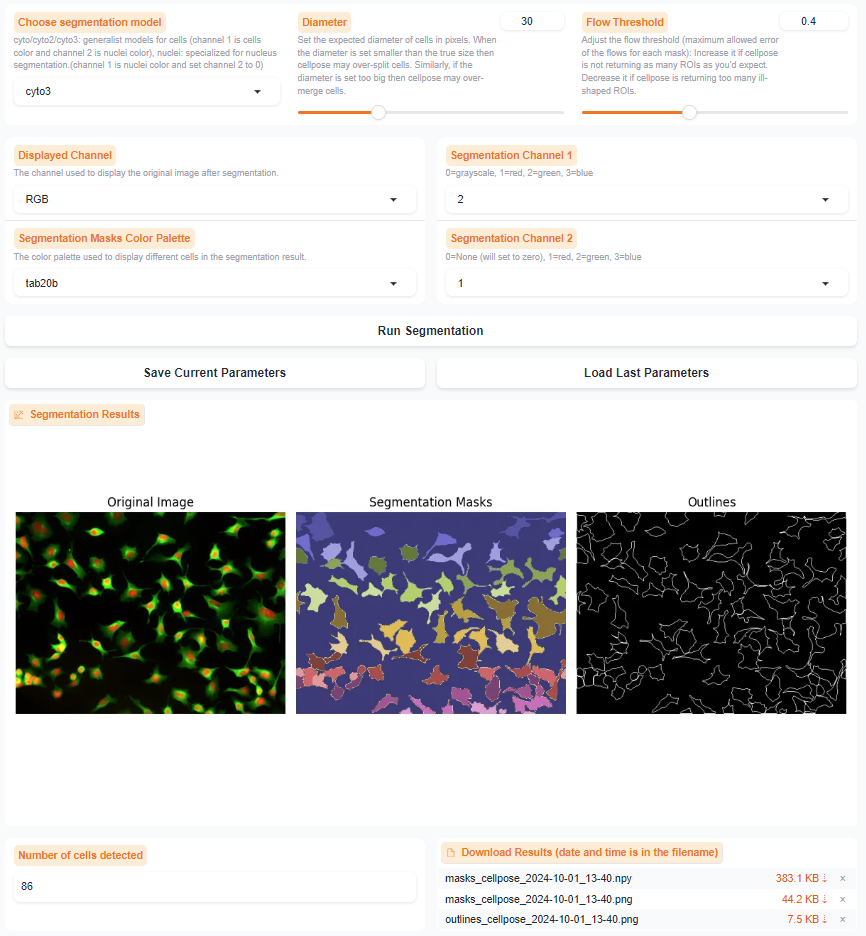 Choose segmentation model
cyto/cyto2/cyto3: generalist models for cells (channel 1 is cells
color and channel 2 is nuclei color), nuclei: specialized for nucleus
segmentation.(channel 1 is nuclei color and set channel 2 to 0)
cyto3
Diameter
30
Set the expected diameter of cells in pixels. When
the diameter is set smaller than the true size then
cellpose may over-split cells. Similarly, if the
diameter is set too big then cellpose may over-
merge cells.
Flow Threshold
0.4
Adjust the flow threshold (maximum allowed error
of the flows for each mask): Increase it if cellpose
is not returning as many ROIs as you'd expect.
Decrease it if cellpose is returning too many ill-
shaped ROIs.
Displayed Channel
The channel used to display the original image after segmentation.
RGB
Segmentation Channel 1
0=grayscale, 1=red, 2=green, 3=blue
2
Segmentation Masks Color Palette
The color palette used to display different cells in the segmentation result.
tab20b
Segmentation Channel 2
0=None (will set to zero), 1=red, 2=green, 3=blue
1
Run Segmentation
Save Current Parameters
Load Last Parameters
Segmentation Results
Original Image
Segmentation Masks
Outlines
Number of cells detected
86
Download Results (date and time is in the filename)
masks_cellpose_2024-10-01_13-40.npy 383.1 KB ⇣ ×
masks_cellpose_2024-10-01_13-40.png 44.2 KB ⇣ ×
outlines_cellpose_2024-10-01_13-40.png 7.5 KB ⇣ ×